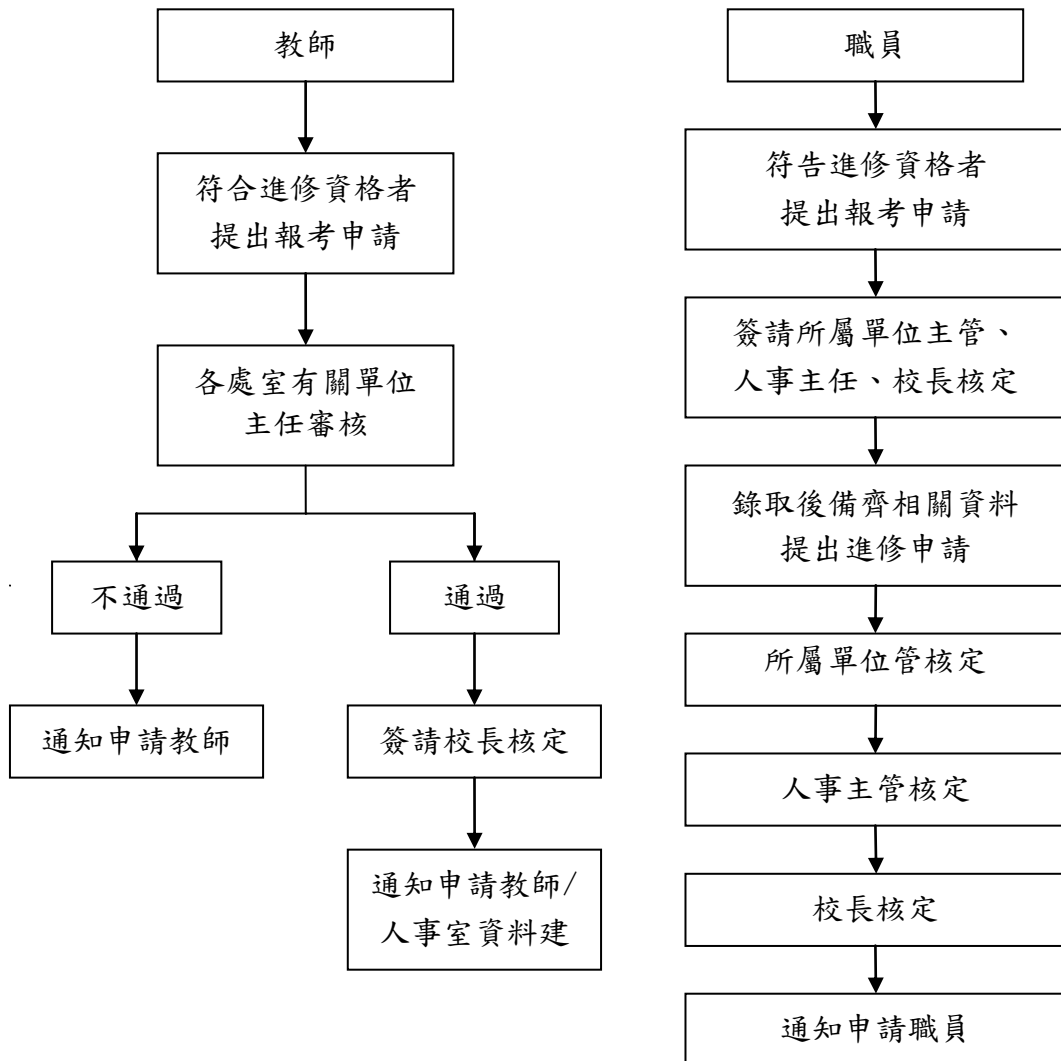 教師
符合進修資格者
提出報考申請
各處室有關單位
主任審核
不通過
通過
通知申請教師
簽請校長核定
通知申請教師/
人事室資料建
職員
符告進修資格者
提出報考申請
簽請所屬單位主管、
人事主任、校長核定
錄取後備齊相關資料
提出進修申請
所屬單位管核定
人事主管核定
校長核定
通知申請職員